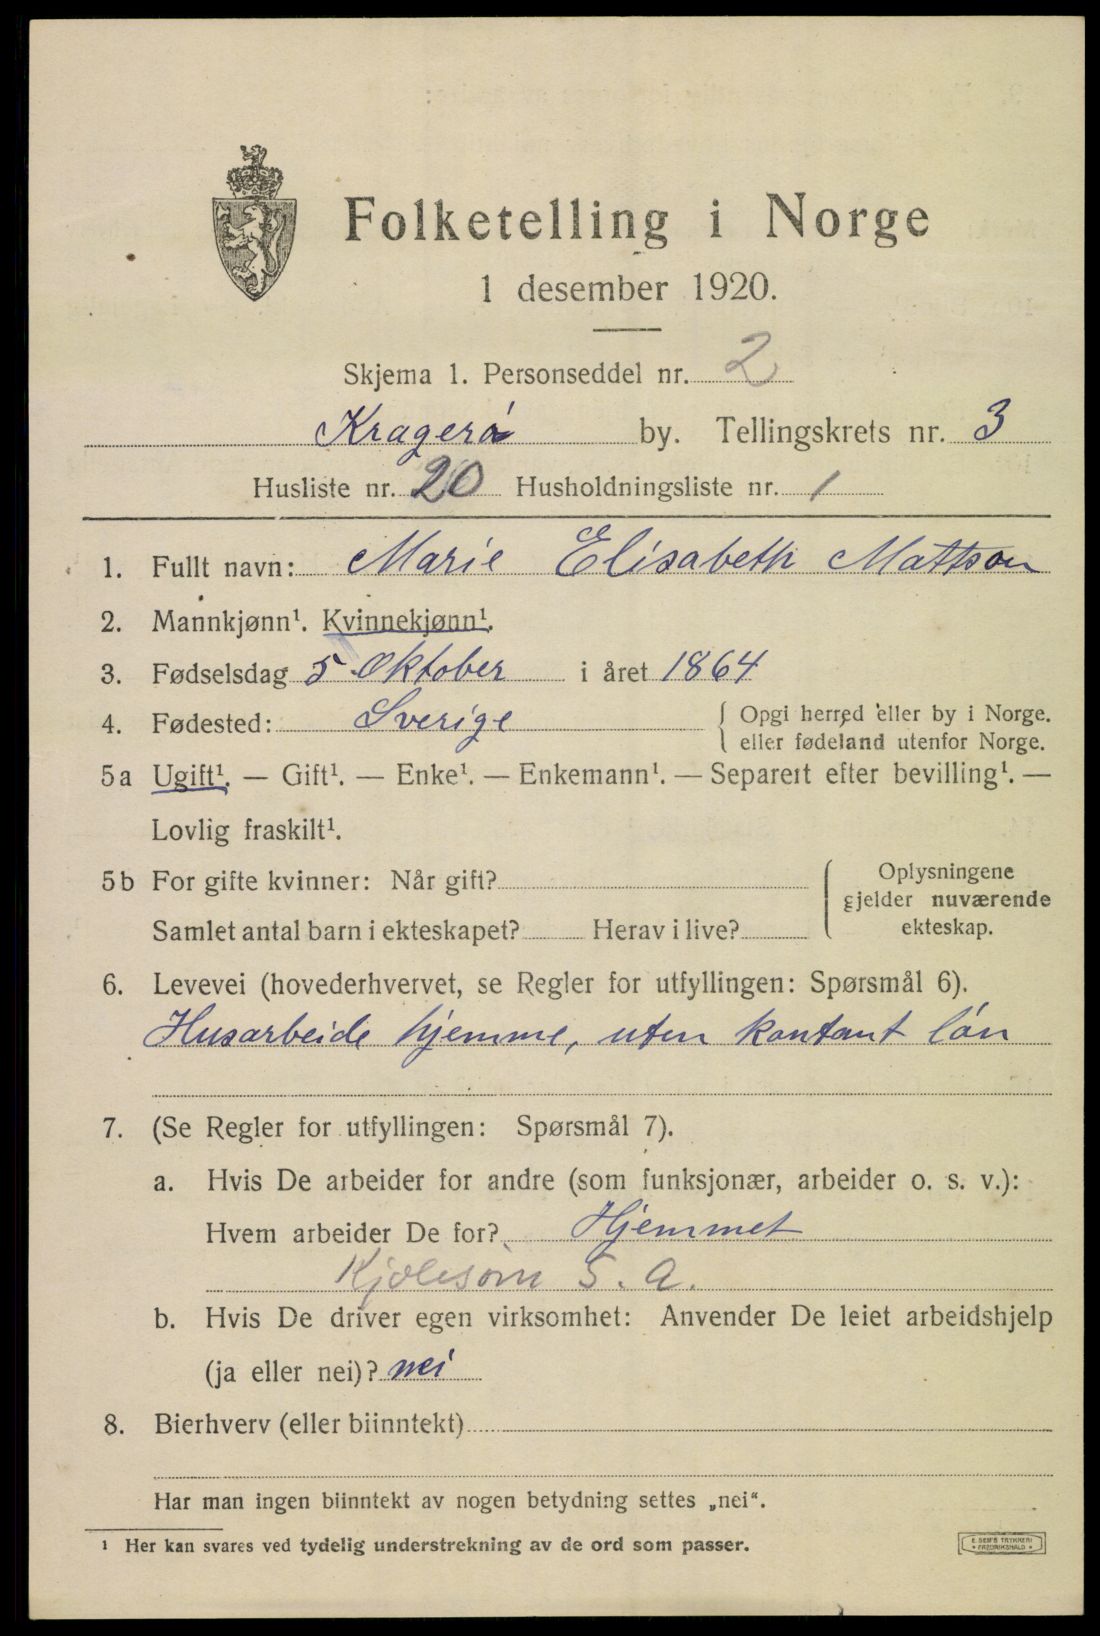 Folketelling i Norge
1 desember 1920.
Skjema 1. Personseddel nr. 2
Kragerø by. Tellingskrets nr. 3
Husliste nr. 20 Husholdningsliste nr. 1
1. Fullt navn: Marie Elisabeth Mattson
2. Mannkjønn¹. Kvinnekjønn¹.
3. Fødselsdag 5 Oktober i året 1864
4. Fødested: Sverige { Opgi herred eller by i Norge.
eller fødeland utenfor Norge.
5a Ugift¹. — Gift¹. — Enke¹. — Enkemann¹. — Separert efter bevilling¹. —
Lovlig fraskilt¹.
5b For gifte kvinner: Når gift?
Samlet antal barn i ekteskapet? Herav i live?
Oplysningene
gjelder nuværende
ekteskap.
6. Levevei (hovederhvervet, se Regler for utfyllingen: Spørsmål 6).
Husarbeide hjemme, uten kontant løn
7. (Se Regler for utfyllingen: Spørsmål 7).
a. Hvis De arbeider for andre (som funksjonær, arbeider o. s. v.):
Hvem arbeider De for? Hjemmet
Kjolesöm S. A.
b. Hvis De driver egen virksomhet: Anvender De leiet arbeidshjelp
(ja eller nei)? nei
8. Bierhverv (eller biinntekt)
Har man ingen biinntekt av nogen betydning settes „nei“.
¹ Her kan svares ved tydelig understrekning av de ord som passer.
E. SEM'S TRYKKERI
FREDRIKSHALD